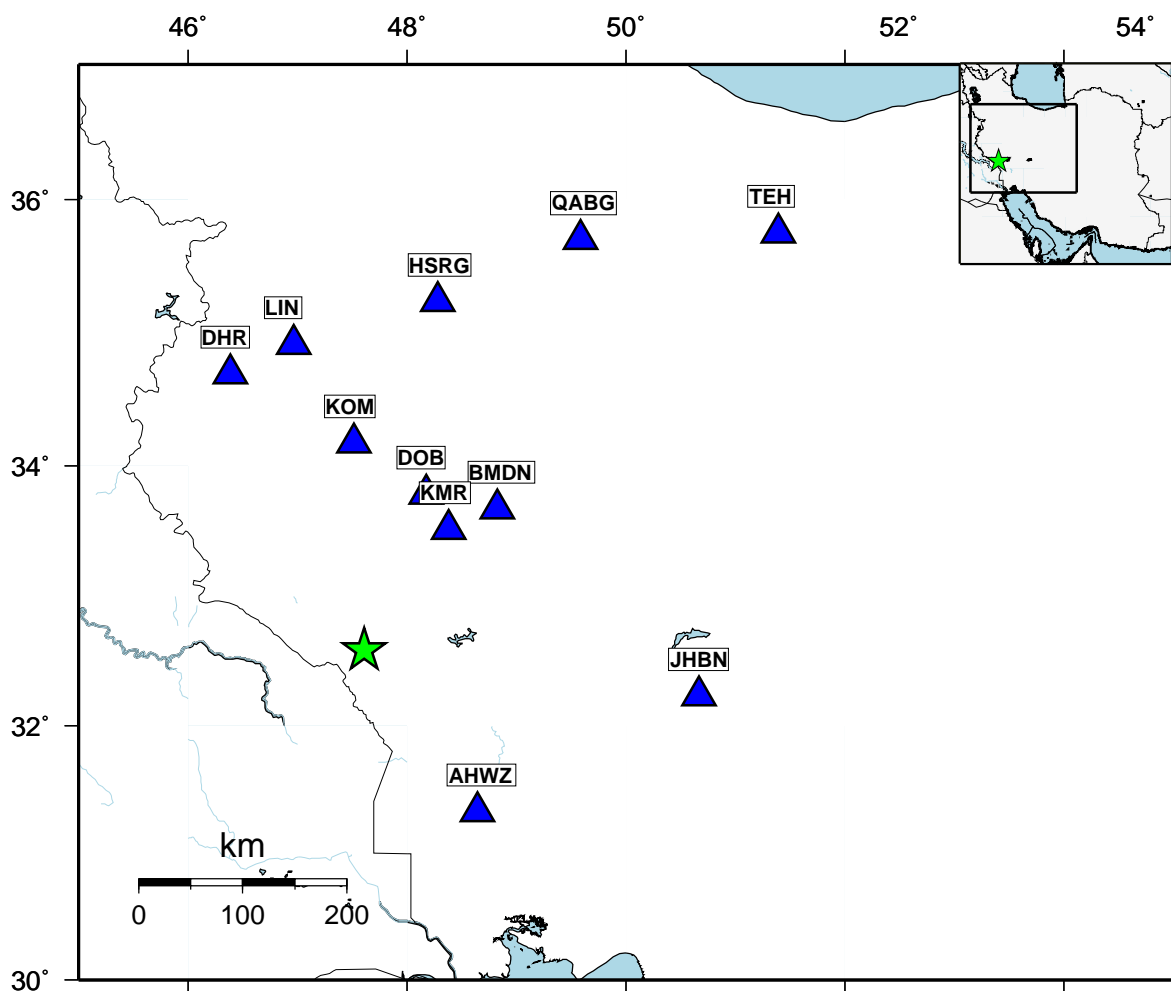 46° 48° 50° 52° 54°
36°
34°
32°
30°
QABG
TEH
HSRG
LIN
DHR
KOM
DOB
BMDN
KMR
JHBN
AHWZ
km
0 100 200